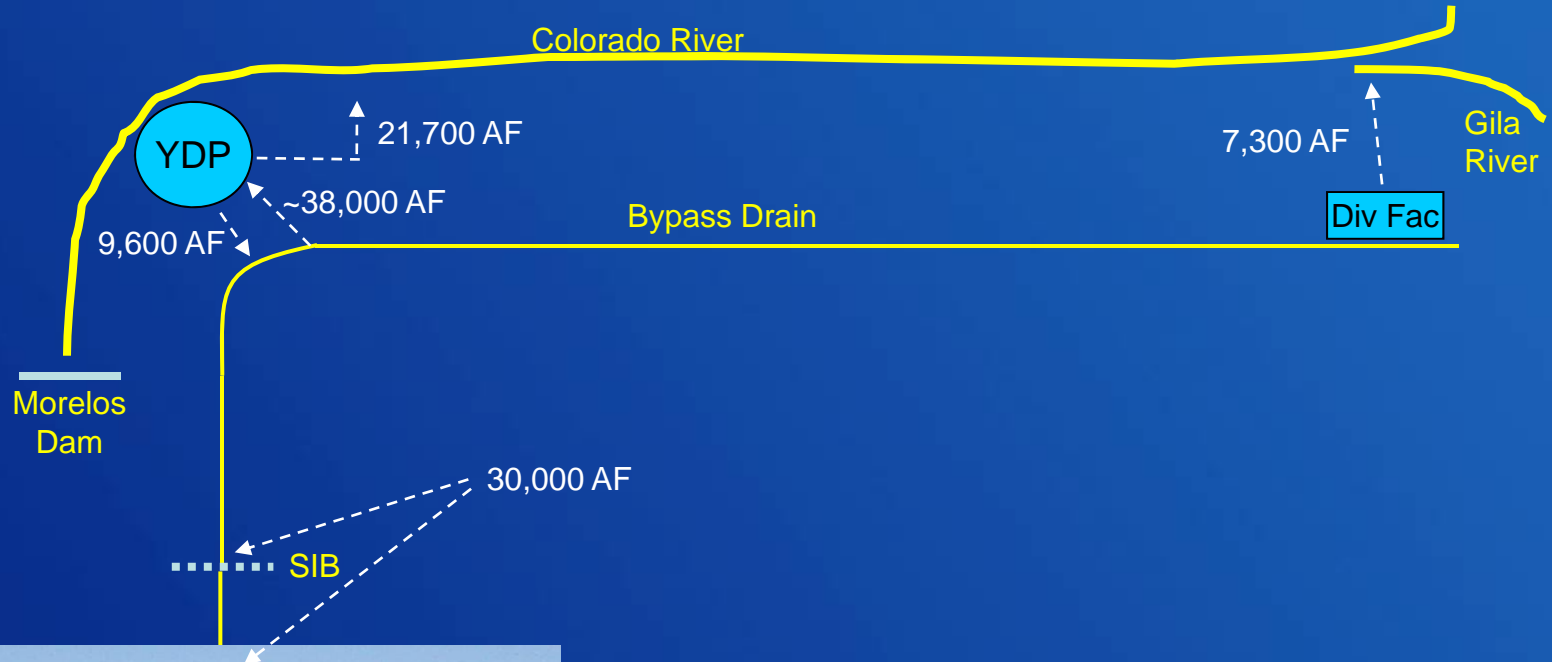 Colorado River
YDP
21,700 AF
7,300 AF
Gila
River
~38,000 AF
9,600 AF
Bypass Drain
Div Fac
Morelos
Dam
30,000 AF
SIB